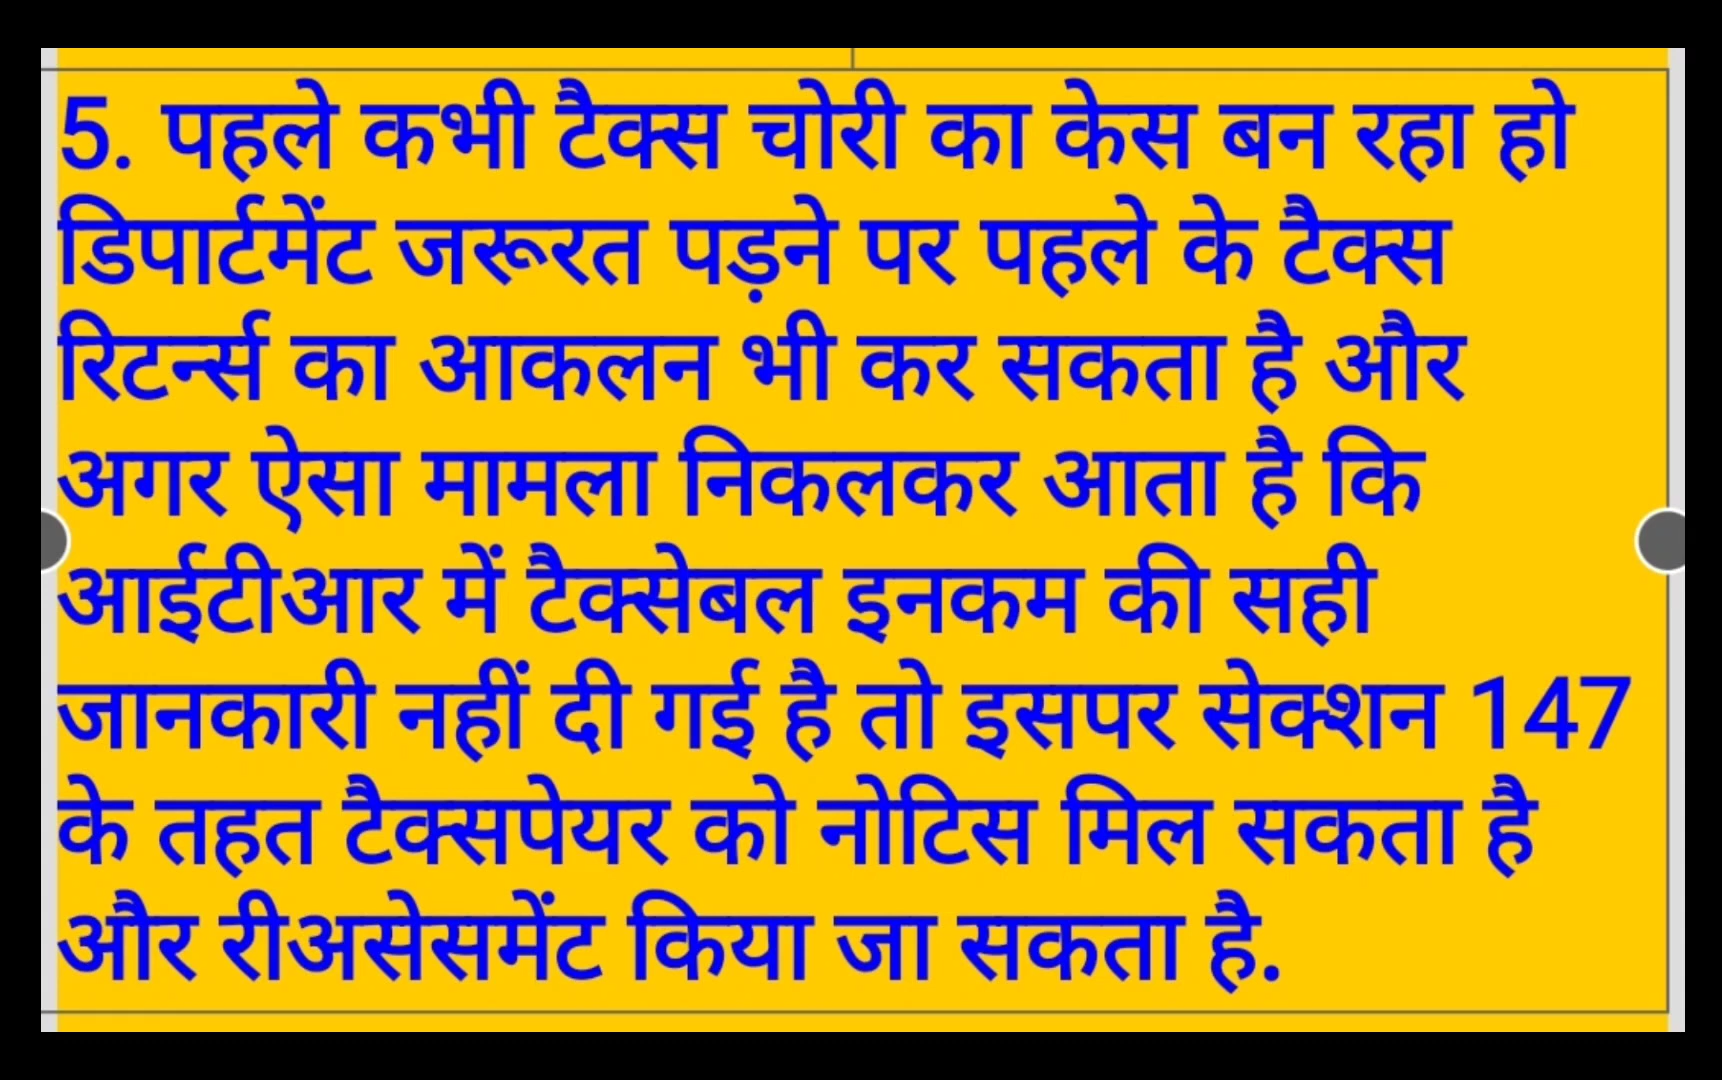 5. पहले कभी टैक्स चोरी का केस बन रहा हो
डिपार्टमेंट जरूरत पड़ने पर पहले के टैक्स
रिटर्न्स का आकलन भी कर सकता है और
अगर ऐसा मामला निकलकर आता है कि
आईटीआर में टैक्सेबल इनकम की सही
जानकारी नहीं दी गई है तो इसपर सेक्शन 147
के तहत टैक्सपेयर को नोटिस मिल सकता है
और रीअसेसमेंट किया जा सकता है.